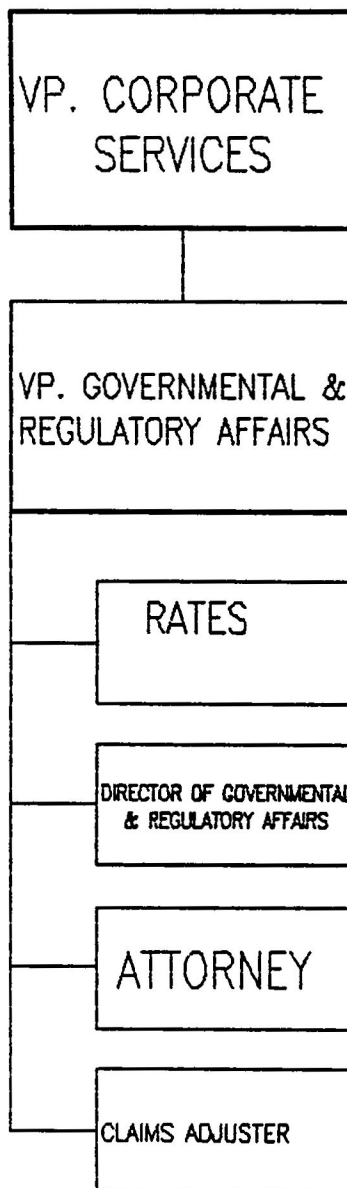 VP. CORPORATE
SERVICES
VP. GOVERNMENTAL &
REGULATORY AFFAIRS
RATES
DIRECTOR OF GOVERNMENTAL
& REGULATORY AFFAIRS
ATTORNEY
CLAIMS ADJUSTER